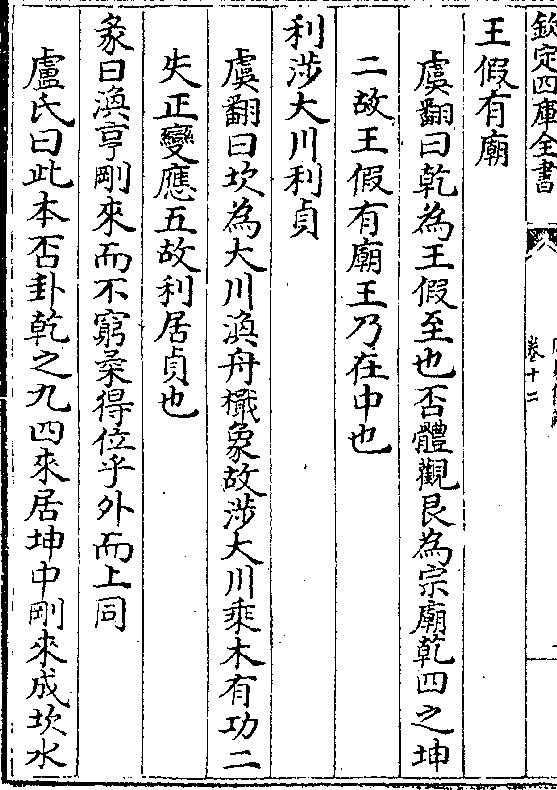 欽定四庫全書
卷十二
王假有廟
虞翻曰乾為王假至也否體觀艮為宗廟乾四之坤
二故王假有廟王乃在中也
利涉大川利貞
虞翻曰坎為大川渙舟檝象故涉大川乘木有功二
失正變應五故利居貞也
彖曰渙亨剛來而不窮柔得位乎外而上同
盧氏曰此本否卦乾之九四來居坤中剛來成坎水